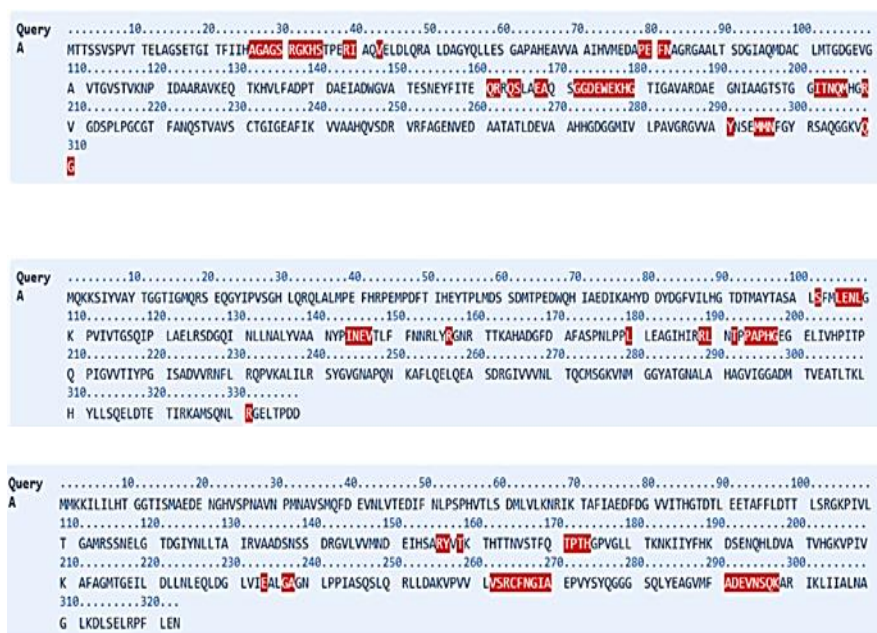 Query .........10.........20.........30.........40.........50.........60.........70.........80.........90.........100.........
A MTTSSVSPVT TELAGSETGI TFIIHAGAGS RGKHSTPERI AQVELDLQRA LDAGYQLLES GAPAHEAVVA AIHVMEDAPE FNAGRGAALT SDGIAQMDAC LMTGDGEVG
110.........120.........130.........140.........150.........160.........170.........180.........190.........200.........
A VTGVSTVKNP IDAARAVKEQ TKHVLFADPT DAEIADWGVA TESNEYFITE QRRQSLAEAQ SGGDEWEKHG TIGAVARDAE GNIAAGTSTG GITNQMHGR
210.........220.........230.........240.........250.........260.........270.........280.........290.........300.........
V GDSPLPGCGT FANQSTVAVS CTGIGEAFIK VVAAHQVSDR VRFAGENVED AATATLDEVA AHHGDGGMIV LPAVGRGVVA YNSEMMNFGY RSAQGGKVQ
310
G
Query .........10.........20.........30.........40.........50.........60.........70.........80.........90.........100.........
A MQKKSIYVAY TGGTIGMQRS EQGYIPVSGH LQRQLALMPE FHRPEMPDFT IHEYTPLMDS SDMTPEDWQH IAEDIKAHYD DYDGFVILHG TDTMAYTASA LSFMLENLG
110.........120.........130.........140.........150.........160.........170.........180.........190.........200.........
K PVIVTGSQIP LAELRSDGQI NLLNALYVAA NYPINEVTLF FNNRLYRGNR TTKAHADGFD AFASPNLPPL LEAGIHIRRL NTPPAPHGEG ELIVHPITP
210.........220.........230.........240.........250.........260.........270.........280.........290.........300.........
Q PIGVVTIYPG ISADVVRNFL RQPVKALILR SYGVGNAPQN KAFLQELQEA SDRGIVVVNL TQCMSGKVNM GGYATGNALA HAGVIGGADM TVEATLTKL
310.........320.........330.........
H YLLSQELDTE TIRKAMSQNL RGELTPDD
Query .........10.........20.........30.........40.........50.........60.........70.........80.........90.........100.........
A MMKKILILHT GGTISMAEDE NGHVSPNAVN PMNAVSMQFD EVNLVTEDIF NLPSPHVTLS DMLVLKNRIK TAFIAEDFDG VVITHGTDTL EETAFFLDTT LSRGKPIVL
110.........120.........130.........140.........150.........160.........170.........180.........190.........200.........
T GAMRSSNELG TDGIYNLLTA IRVAADSNSS DRGVLVVMND EIHSARYVTK THTTNVSTFQ TPTHGPVGLL TKNKIIYFHK DSENQHLDVA TVHGKVPIV
210.........220.........230.........240.........250.........260.........270.........280.........290.........300.........
K AFAGMTGEIL DLLNLEQLDG LVIEALGAGN LPPIASQSLQ RLLDAKVPVV LVSRCFNGIA EPVYSYQGGG SQLYEAGVMF ADEVNSQKAR IKLIIALNA
310.........320...
G LKDLSELRPF LEN